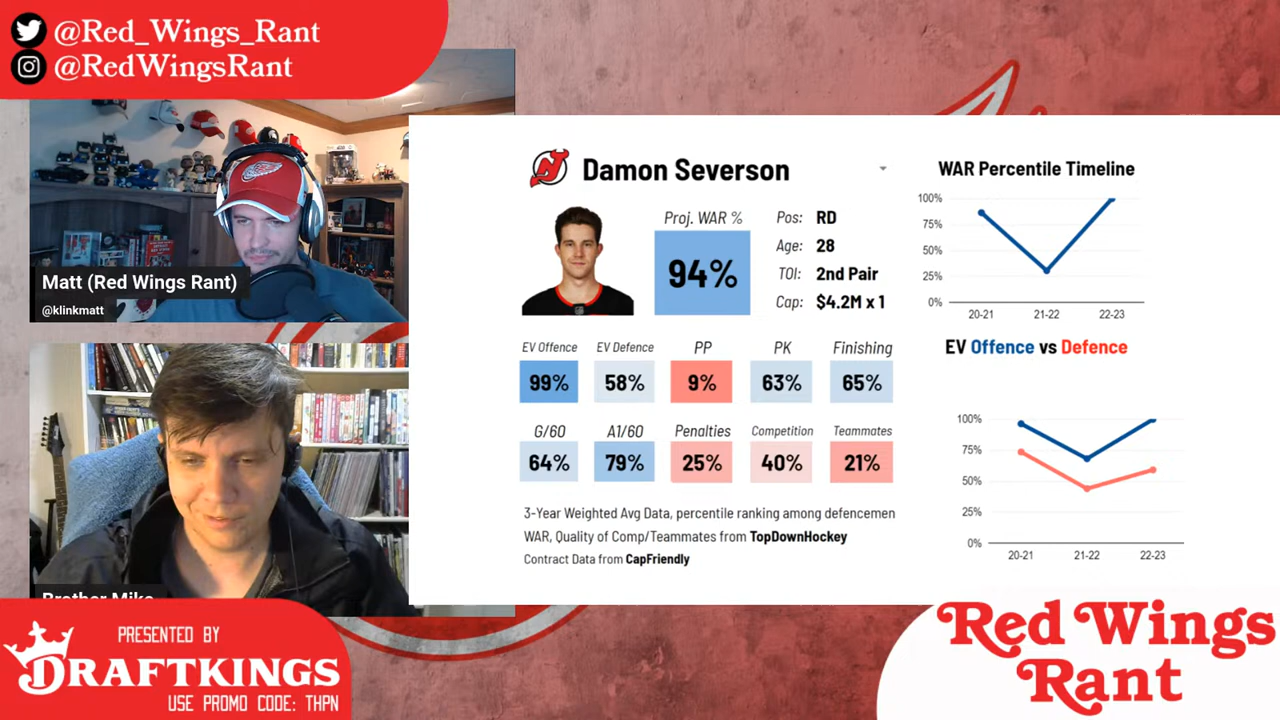 @Red_Wings_Rant
@RedWingsRant
Matt (Red Wings Rant)
@klinkmatt
Brother Mike
PRESENTED BY
DRAFTKINGS
USE PROMO CODE: THPN
Damon Severson
Proj. WAR %
94%
Pos: RD
Age: 28
TOI: 2nd Pair
Cap: $4.2M x 1
EV Offence EV Defence PP PK Finishing
99% 58% 9% 63% 65%
G/60 A1/60 Penalties Competition Teammates
64% 79% 25% 40% 21%
3-Year Weighted Avg Data, percentile ranking among defencemen
WAR, Quality of Comp/Teammates from TopDownHockey
Contract Data from CapFriendly
WAR Percentile Timeline
100%
75%
50%
25%
0%
20-21 21-22 22-23
EV Offence vs Defence
100%
75%
50%
25%
0%
20-21 21-22 22-23
Red Wings
Rant